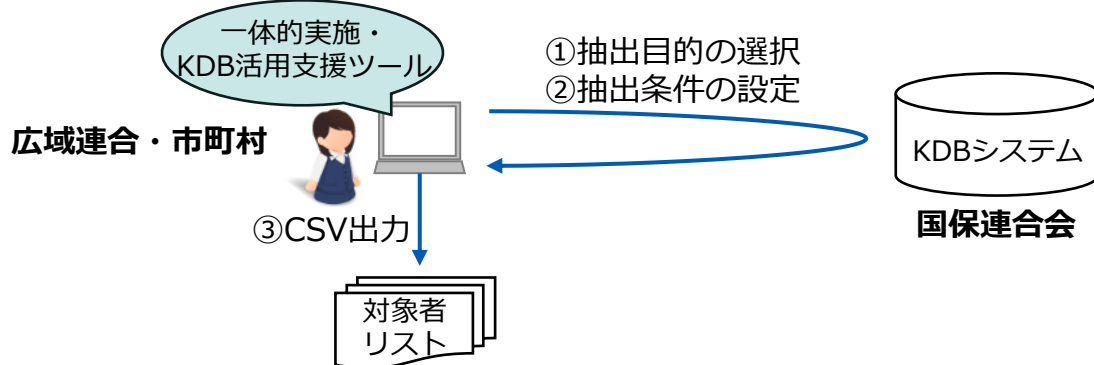 一体的実施・
KDB活用支援ツール
①抽出目的の選択
②抽出条件の設定
広域連合・市町村
KDBシステム
国保連合会
③CSV出力
対象者
リスト